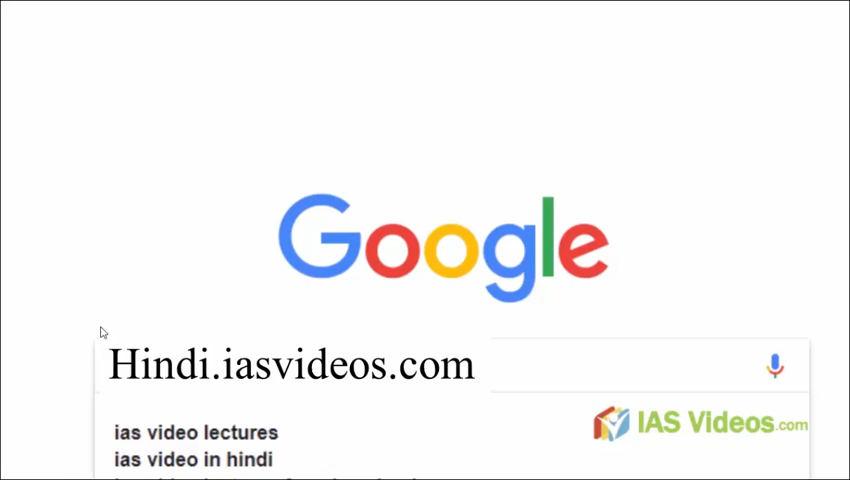 Google
Hindi.iasvideos.com
IAS Videos.com
ias video lectures
ias video in hindi